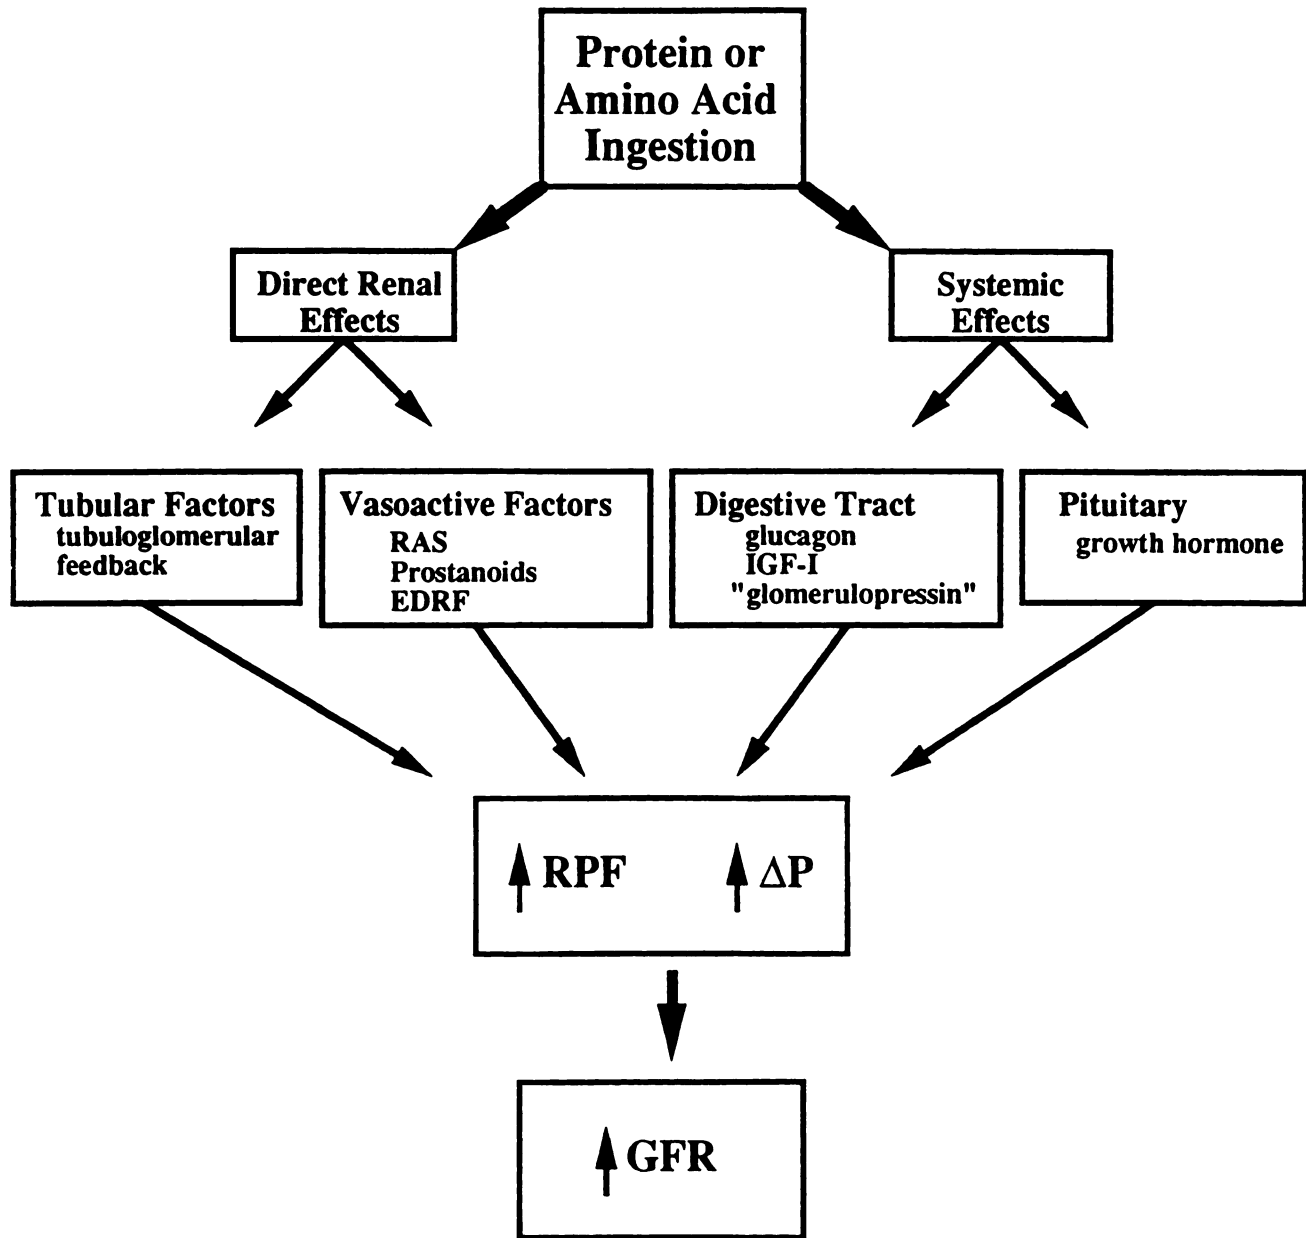 Protein or
Amino Acid
Ingestion
Direct Renal
Effects
Systemic
Effects
Tubular Factors
tubuloglomerular
feedback
Vasoactive Factors
RAS
Prostanoids
EDRF
Digestive Tract
glucagon
IGF-I
"glomerulopressin"
Pituitary
growth hormone
RPF
ΔP
GFR